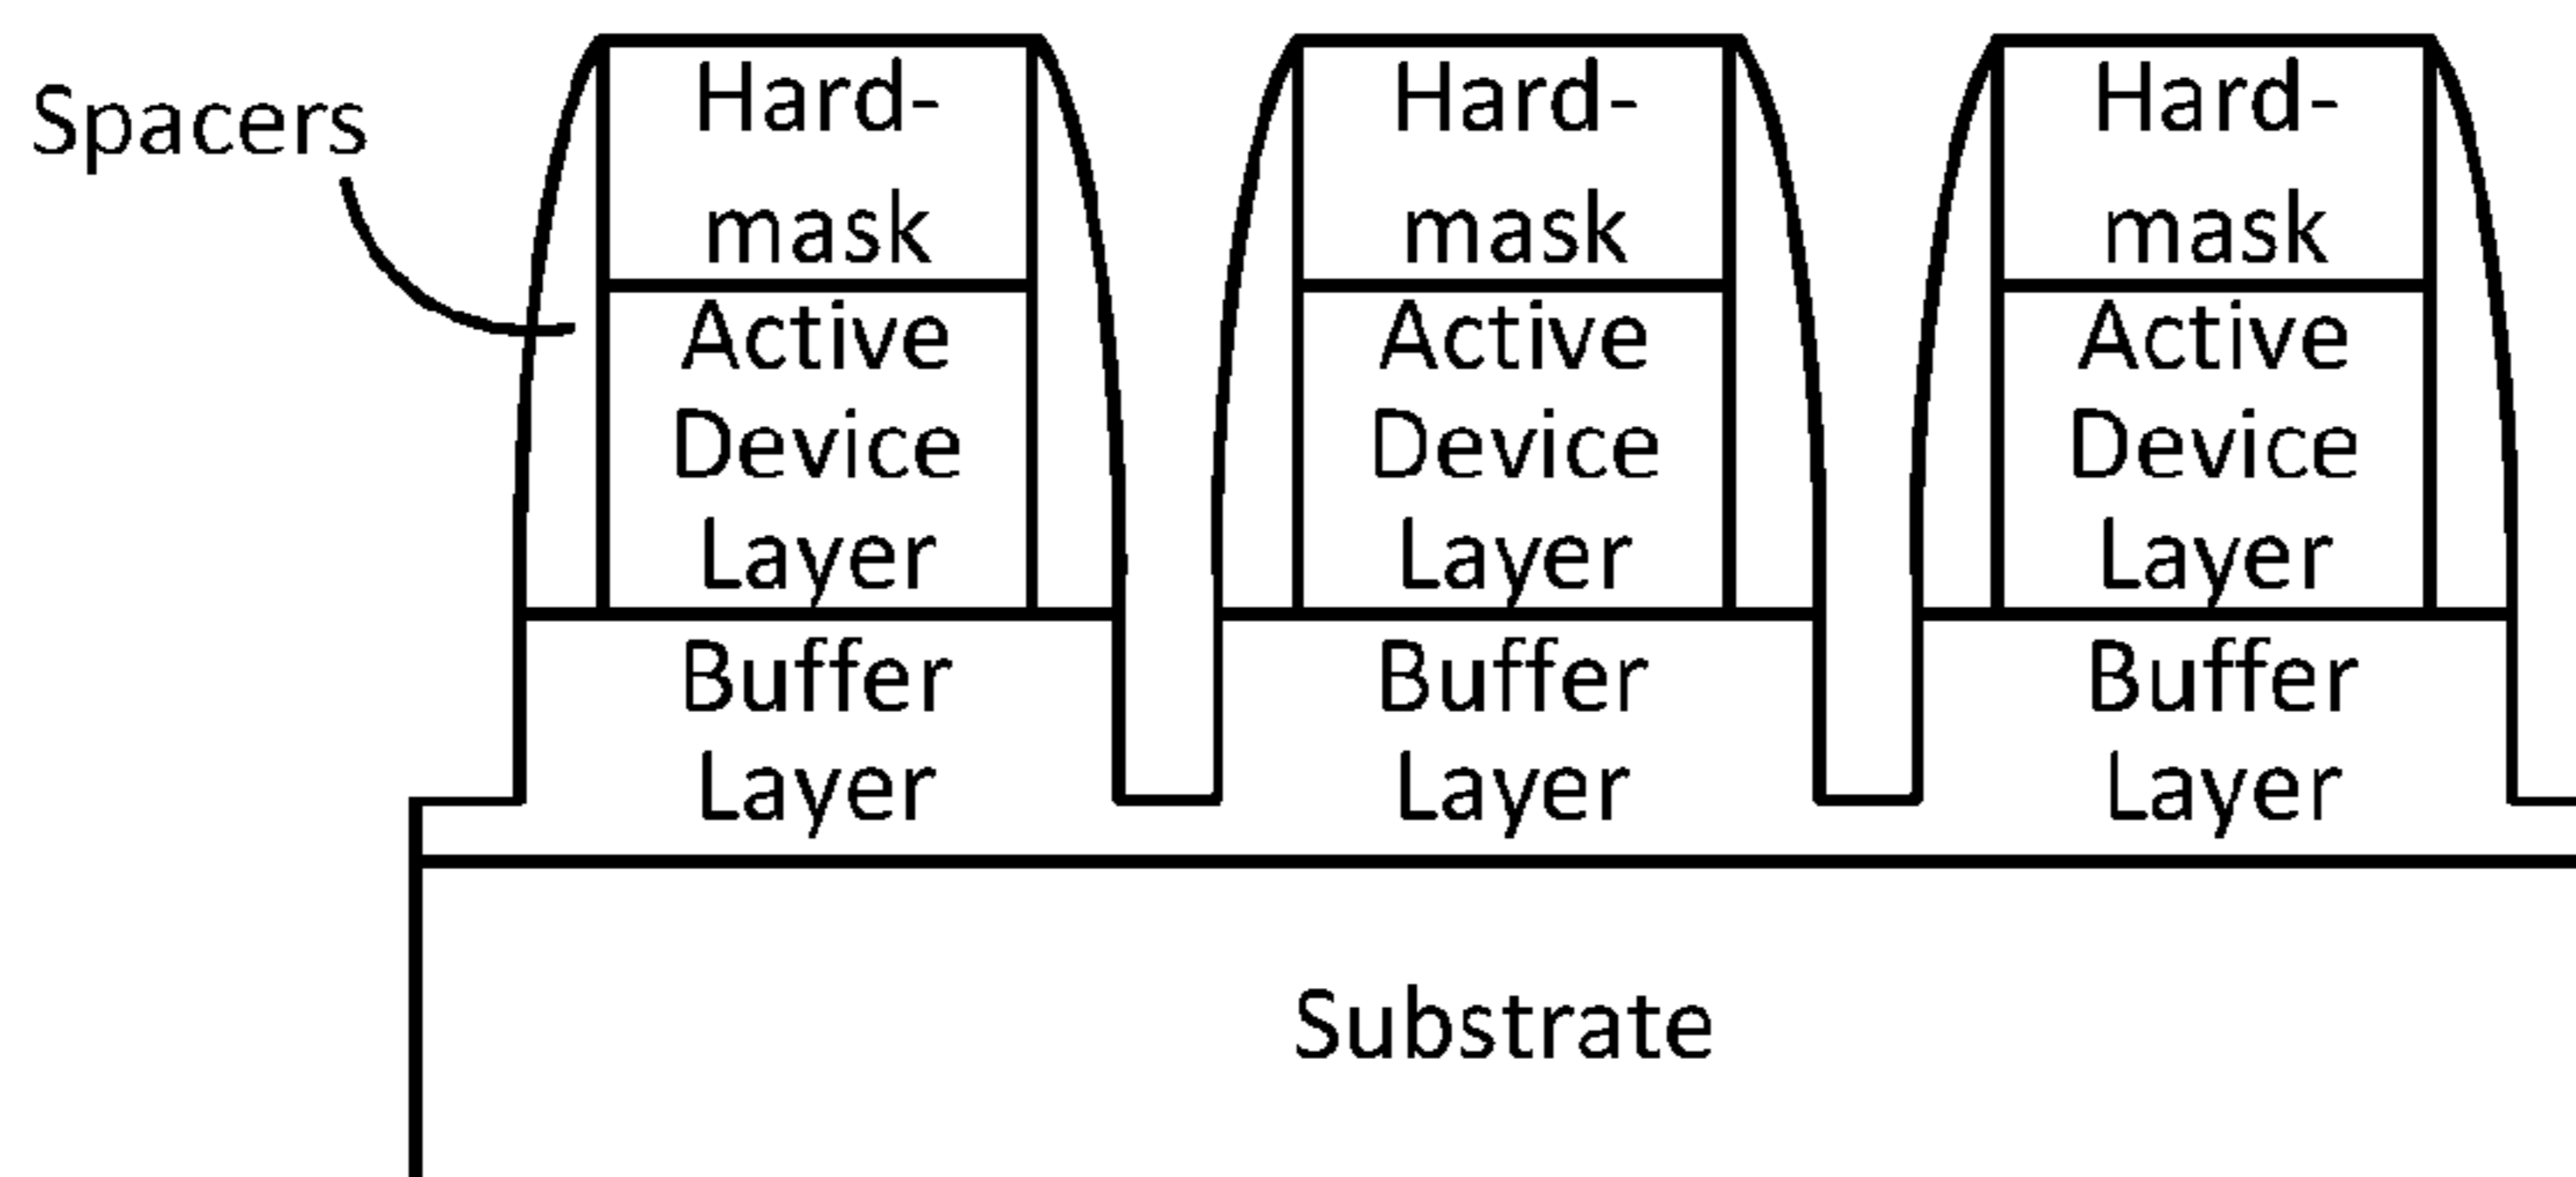 Spacers
Hard-
mask
Active
Device
Layer
Buffer
Layer
Hard-
mask
Active
Device
Layer
Buffer
Layer
Hard-
mask
Active
Device
Layer
Buffer
Layer
Substrate